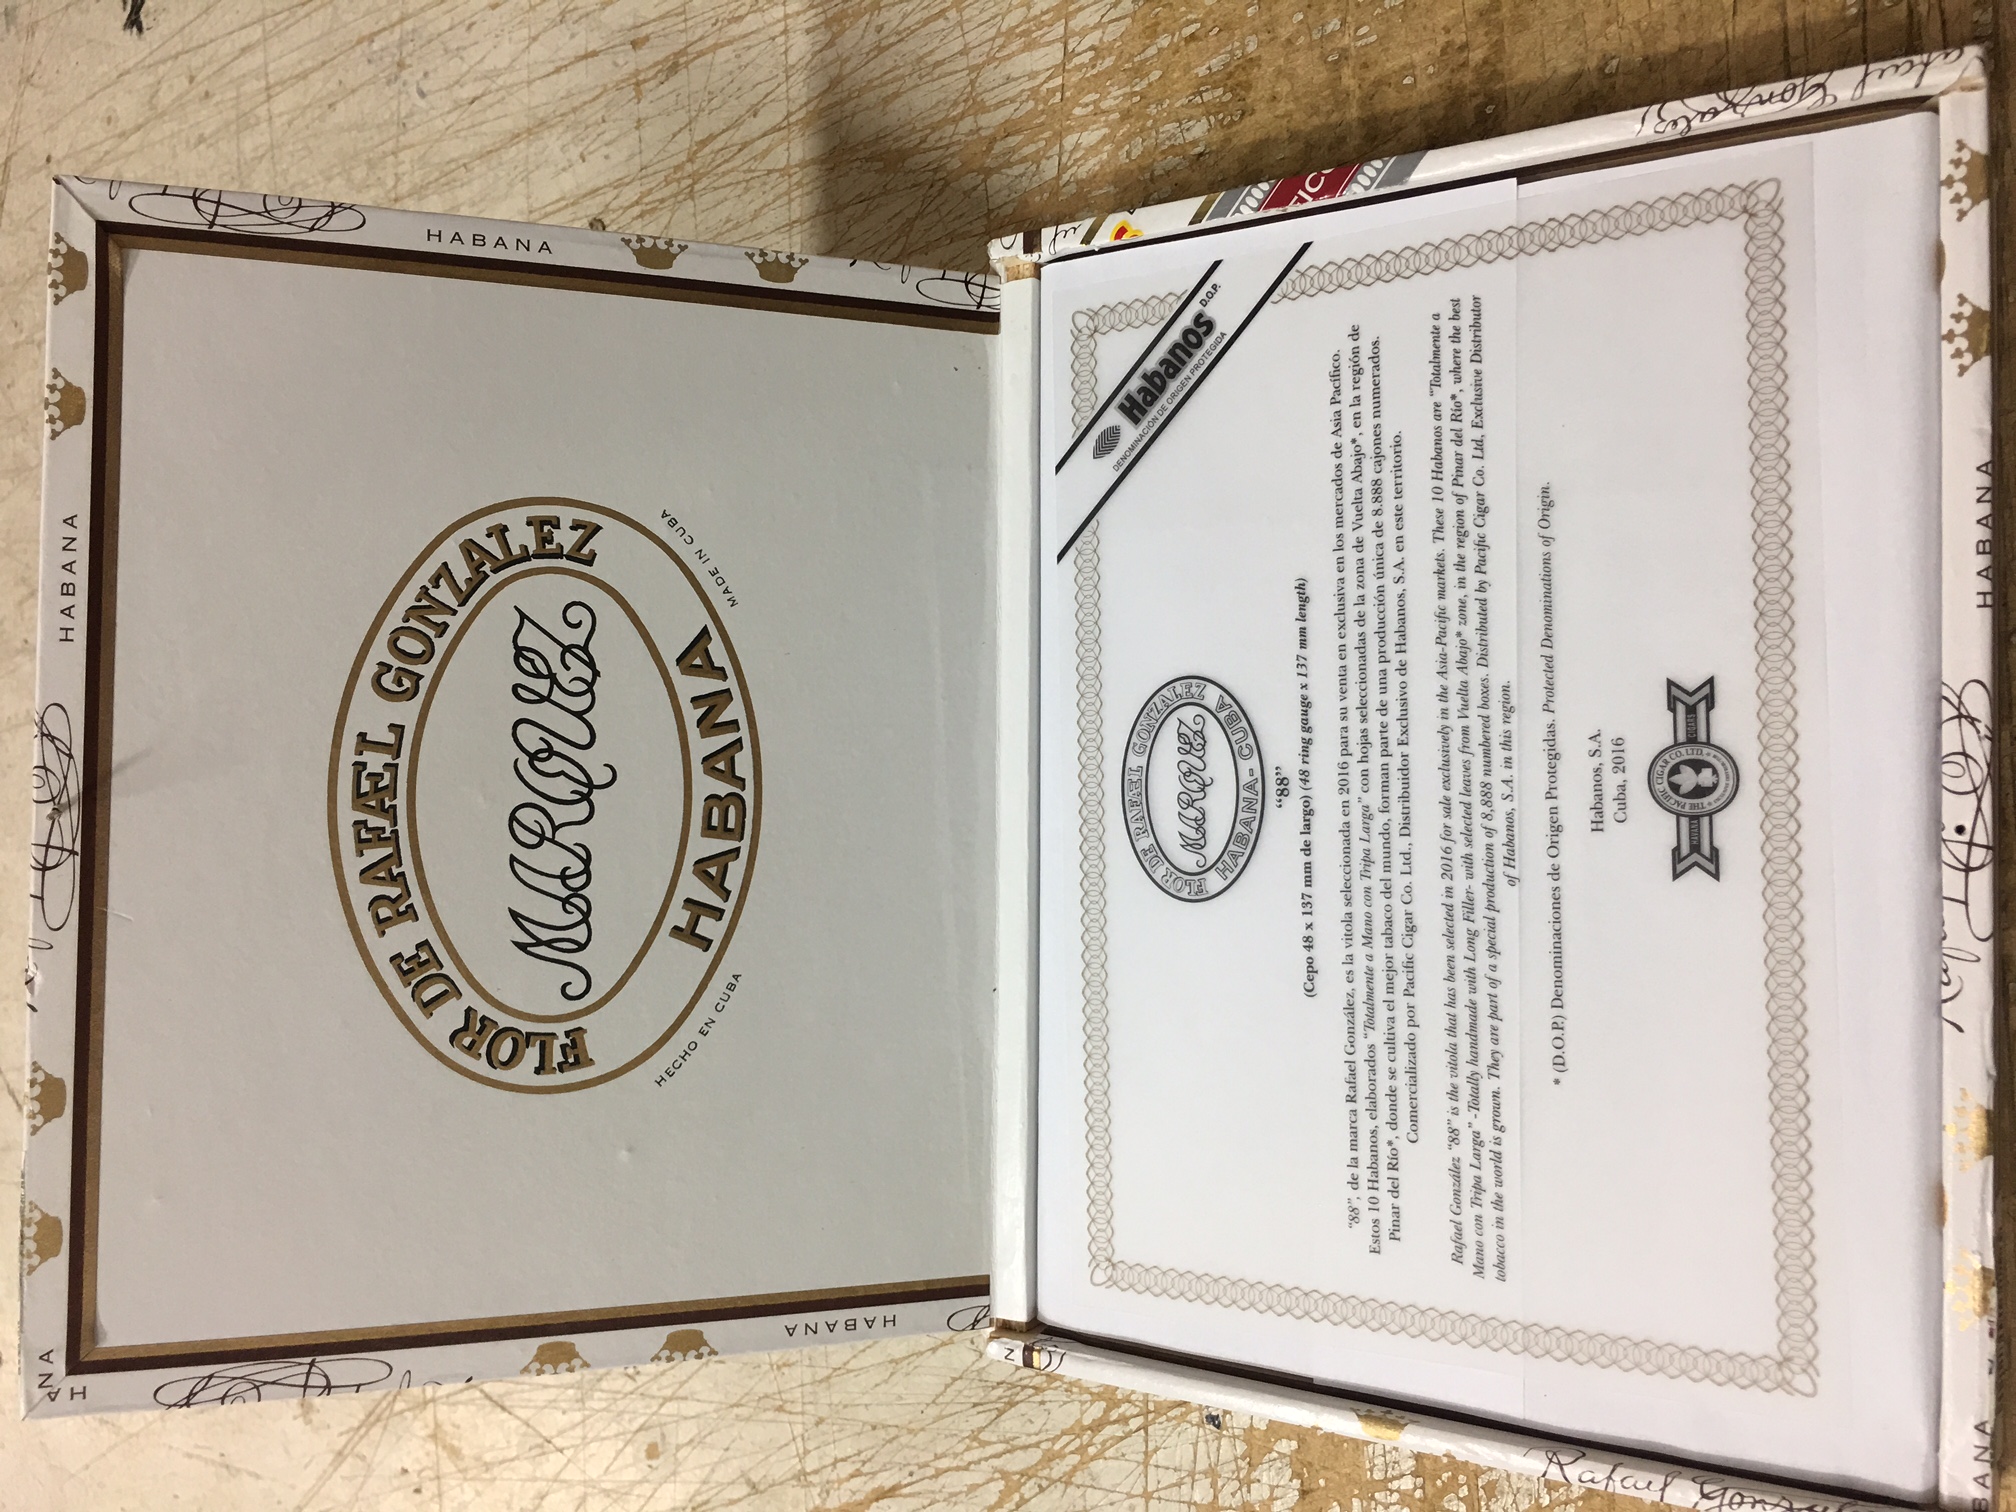 HABANA
HABANA
HABANA
FLOR DE RAFÆL GONZALEZ
MARQUEZ
HABANA
HECHO EN CUBA
MADE IN CUBA
Habanos D.O.P.
DENOMINACIÓN DE ORIGEN PROTEGIDA
FLOR DE RAFÆL GONZALEZ
MARQUEZ
HABANA- CUBA
“88”
(Cepo 48 x 137 mm de largo) (48 ring gauge x 137 mm length)
“88”, de la marca Rafael González, es la vitola seleccionada en 2016 para su venta en exclusiva en los mercados de Asia Pacífico.
Estos 10 Habanos, elaborados “Totalmente a Mano con Tripa Larga” con hojas seleccionadas de la zona de Vuelta Abajo*, en la región de
Pinar del Río*, donde se cultiva el mejor tabaco del mundo, forman parte de una producción única de 8.888 cajones numerados.
Comercializado por Pacific Cigar Co. Ltd., Distribuidor Exclusivo de Habanos, S.A. en este territorio.
Rafael González “88” is the vitola that has been selected in 2016 for sale exclusively in the Asia-Pacific markets. These 10 Habanos are “Totalmente a
Mano con Tripa Larga” -Totally handmade with Long Filler- with selected leaves from Vuelta Abajo* zone, in the region of Pinar del Río*, where the best
tobacco in the world is grown. They are part of a special production of 8,888 numbered boxes. Distributed by Pacific Cigar Co. Ltd, Exclusive Distributor
of Habanos, S.A. in this region.
* (D.O.P.) Denominaciones de Origen Protegidas. Protected Denominations of Origin.
Habanos, S.A.
Cuba, 2016
THE PACIFIC CIGAR CO. LTD.
HAVANA CIGARS
Rafael Gonzalez
Rafael
HABANA